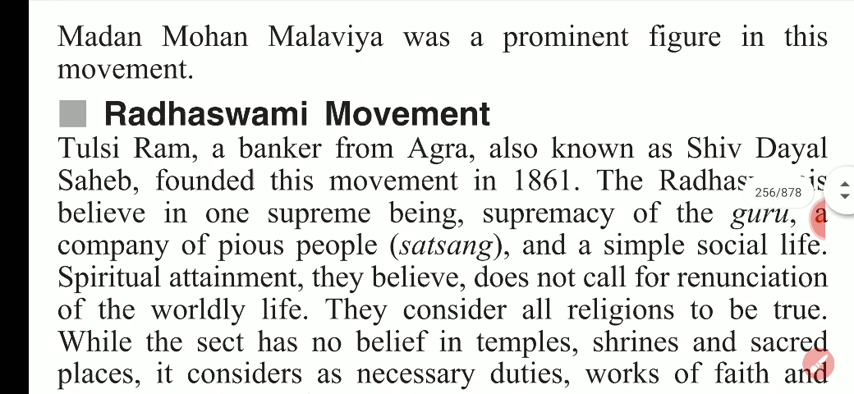 Madan Mohan Malaviya was a prominent figure in this
movement.
Radhaswami Movement
Tulsi Ram, a banker from Agra, also known as Shiv Dayal
Saheb, founded this movement in 1861. The
256/878
believe in one supreme being, supremacy of the guru, a
company of pious people (satsang), and a simple social life.
Spiritual attainment, they believe, does not call for renunciation
of the worldly life. They consider all religions to be true.
While the sect has no belief in temples, shrines and sacred
places, it considers as necessary duties, works of faith and